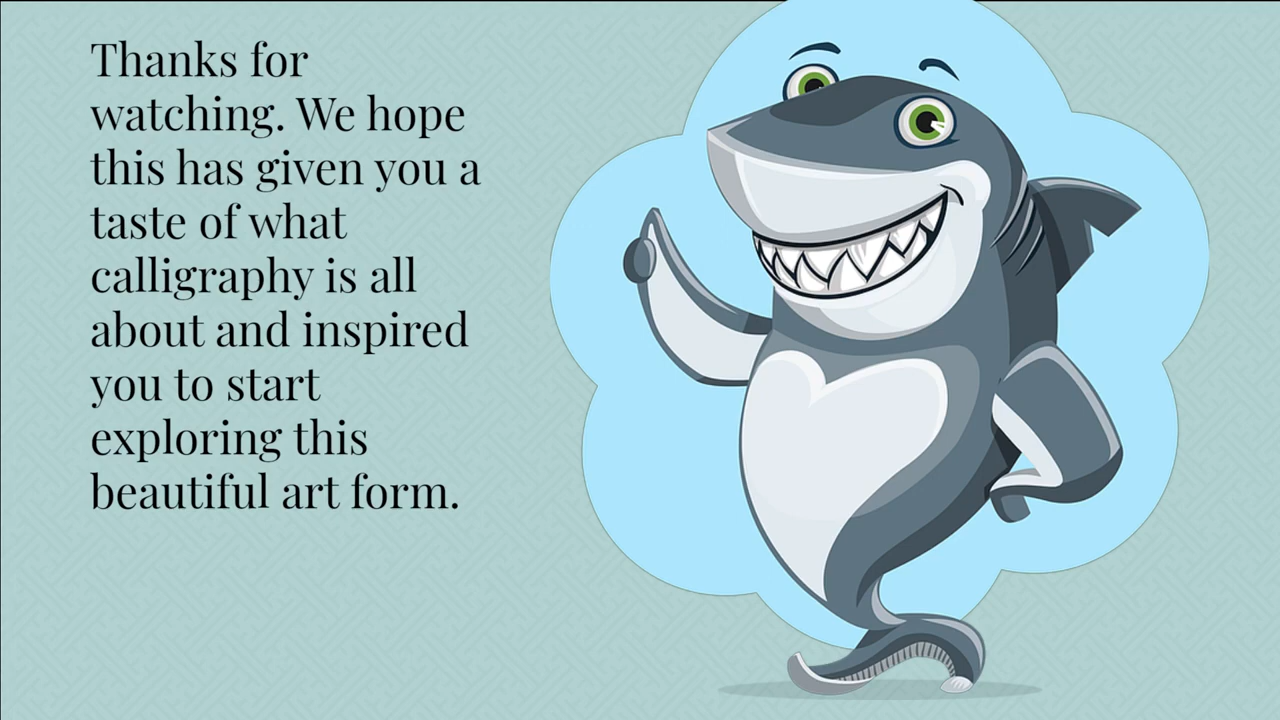 Thanks for
watching. We hope
this has given you a
taste of what
calligraphy is all
about and inspired
you to start
exploring this
beautiful art form.